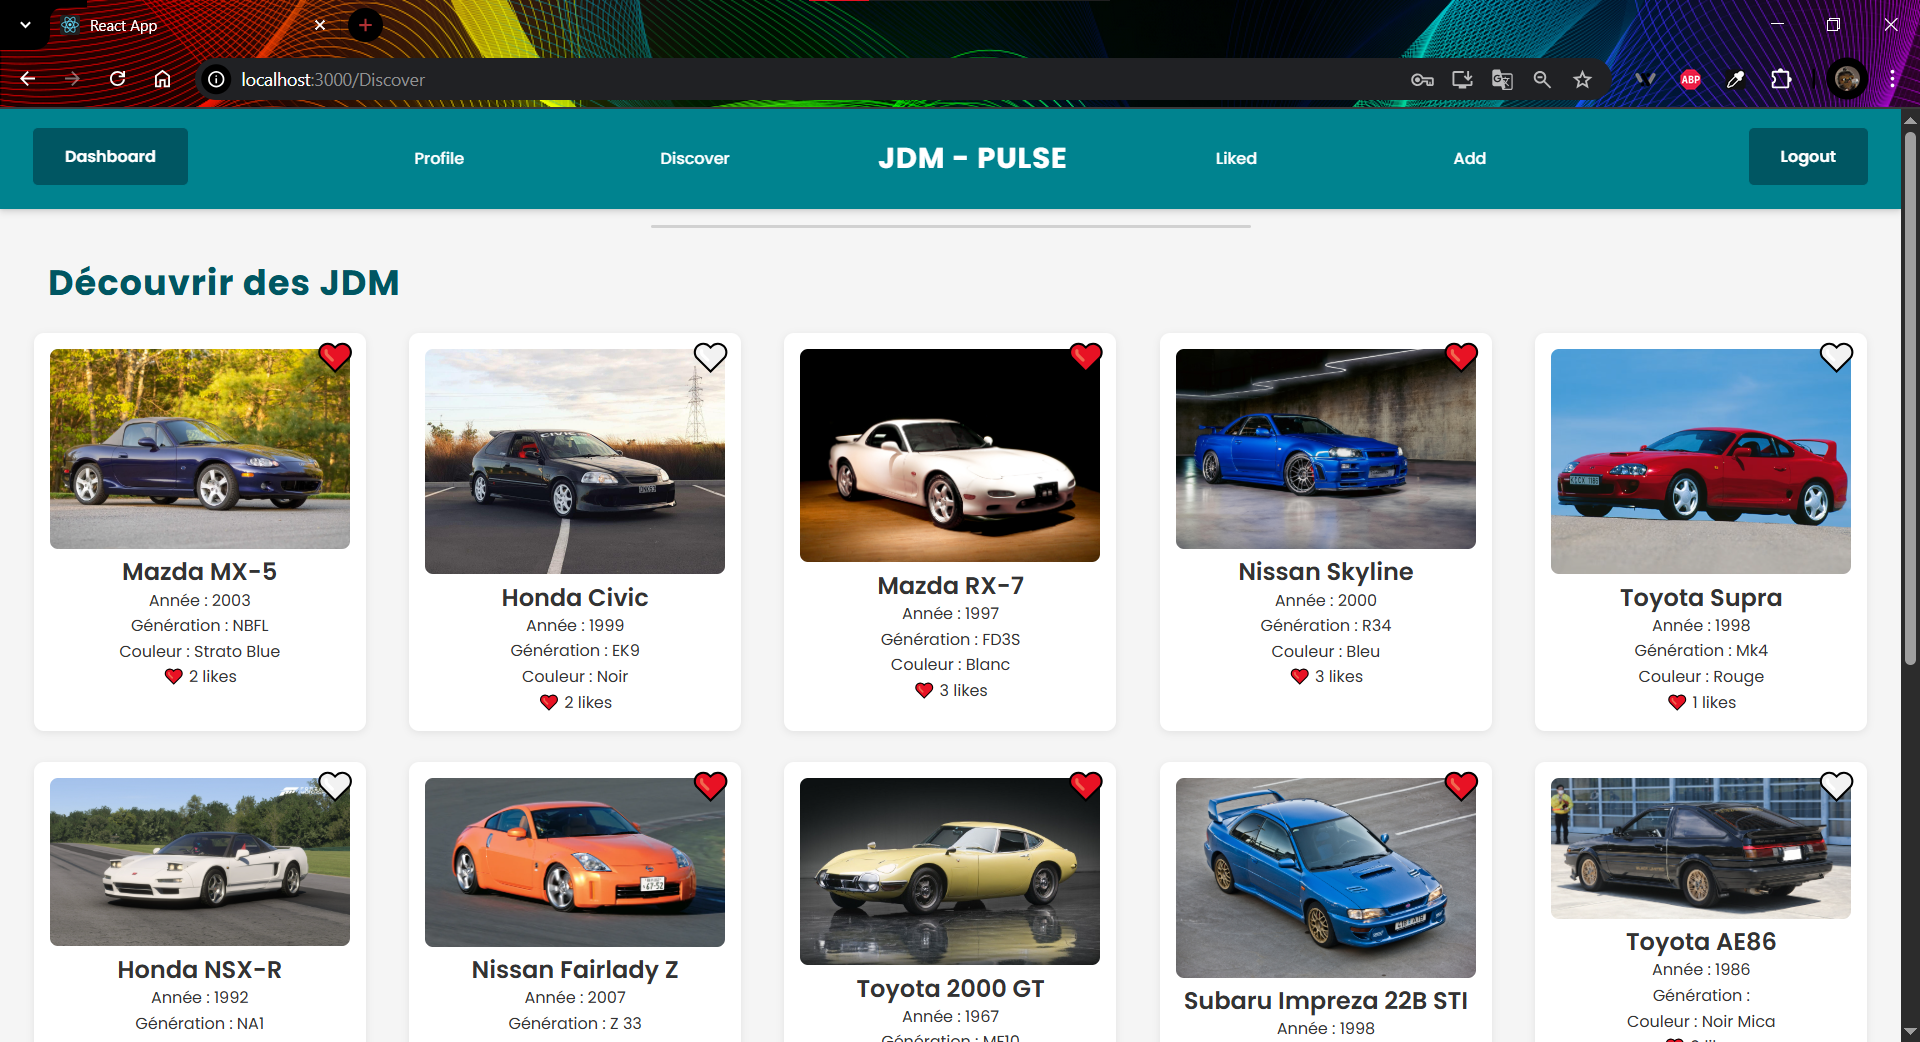 React App
localhost:3000/Discover
ABP
Dashboard
Profile
Discover
JDM - PULSE
Liked
Add
Logout
Découvrir des JDM
Mazda MX-5
Année : 2003
Génération : NBFL
Couleur : Strato Blue
2 likes
Honda Civic
Année : 1999
Génération : EK9
Couleur : Noir
2 likes
Mazda RX-7
Année : 1997
Génération : FD3S
Couleur : Blanc
3 likes
Nissan Skyline
Année : 2000
Génération : R34
Couleur : Bleu
3 likes
Toyota Supra
Année : 1998
Génération : Mk4
Couleur : Rouge
1 likes
Honda NSX-R
Année : 1992
Génération : NA1
Nissan Fairlady Z
Année : 2007
Génération : Z 33
Toyota 2000 GT
Année : 1967
Génération : MF10
Subaru Impreza 22B STI
Année : 1998
Toyota AE86
Année : 1986
Génération :
Couleur : Noir Mica